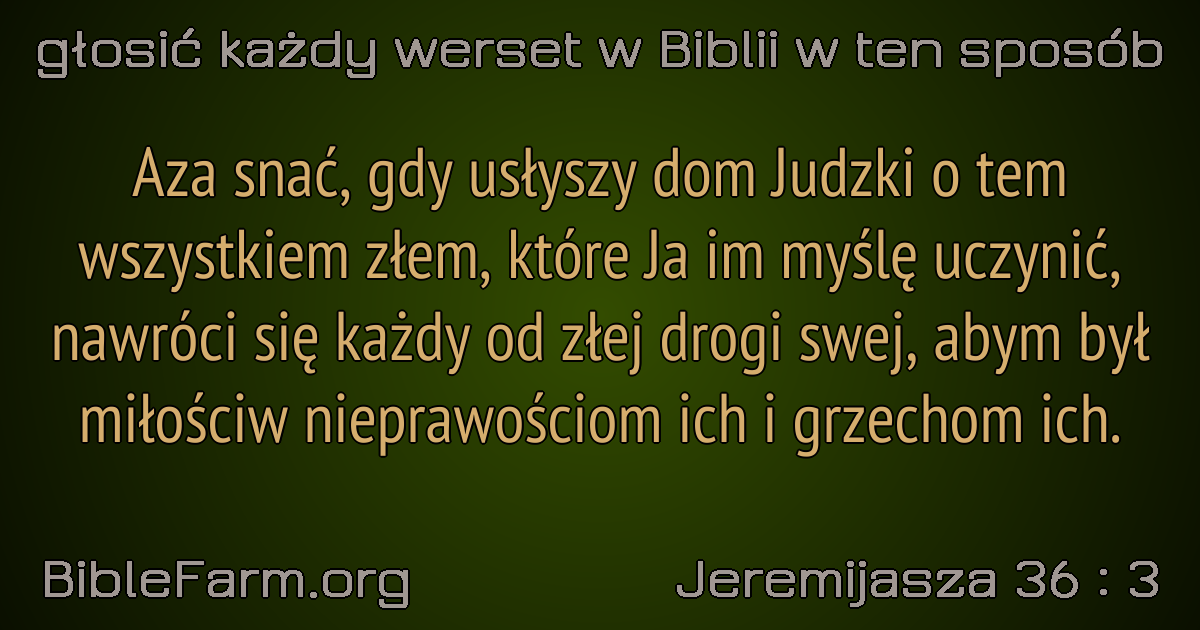 głosić każdy werset w Biblii w ten sposób
Aza snać, gdy usłyszy dom Judzki o tem
wszystkiem złem, które Ja im myślę uczynić,
nawróci się każdy od złej drogi swej, abym był
miłościw nieprawościom ich i grzechom ich.
BibleFarm.org
Jeremijasza 36 : 3